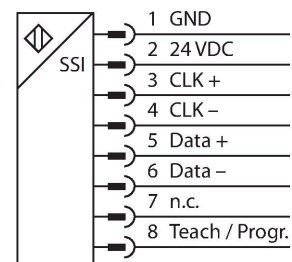 1 GND
2 24 VDC
SSI
3 CLK +
4 CLK –
5 Data +
6 Data –
7 n.c.
8 Teach / Progr.